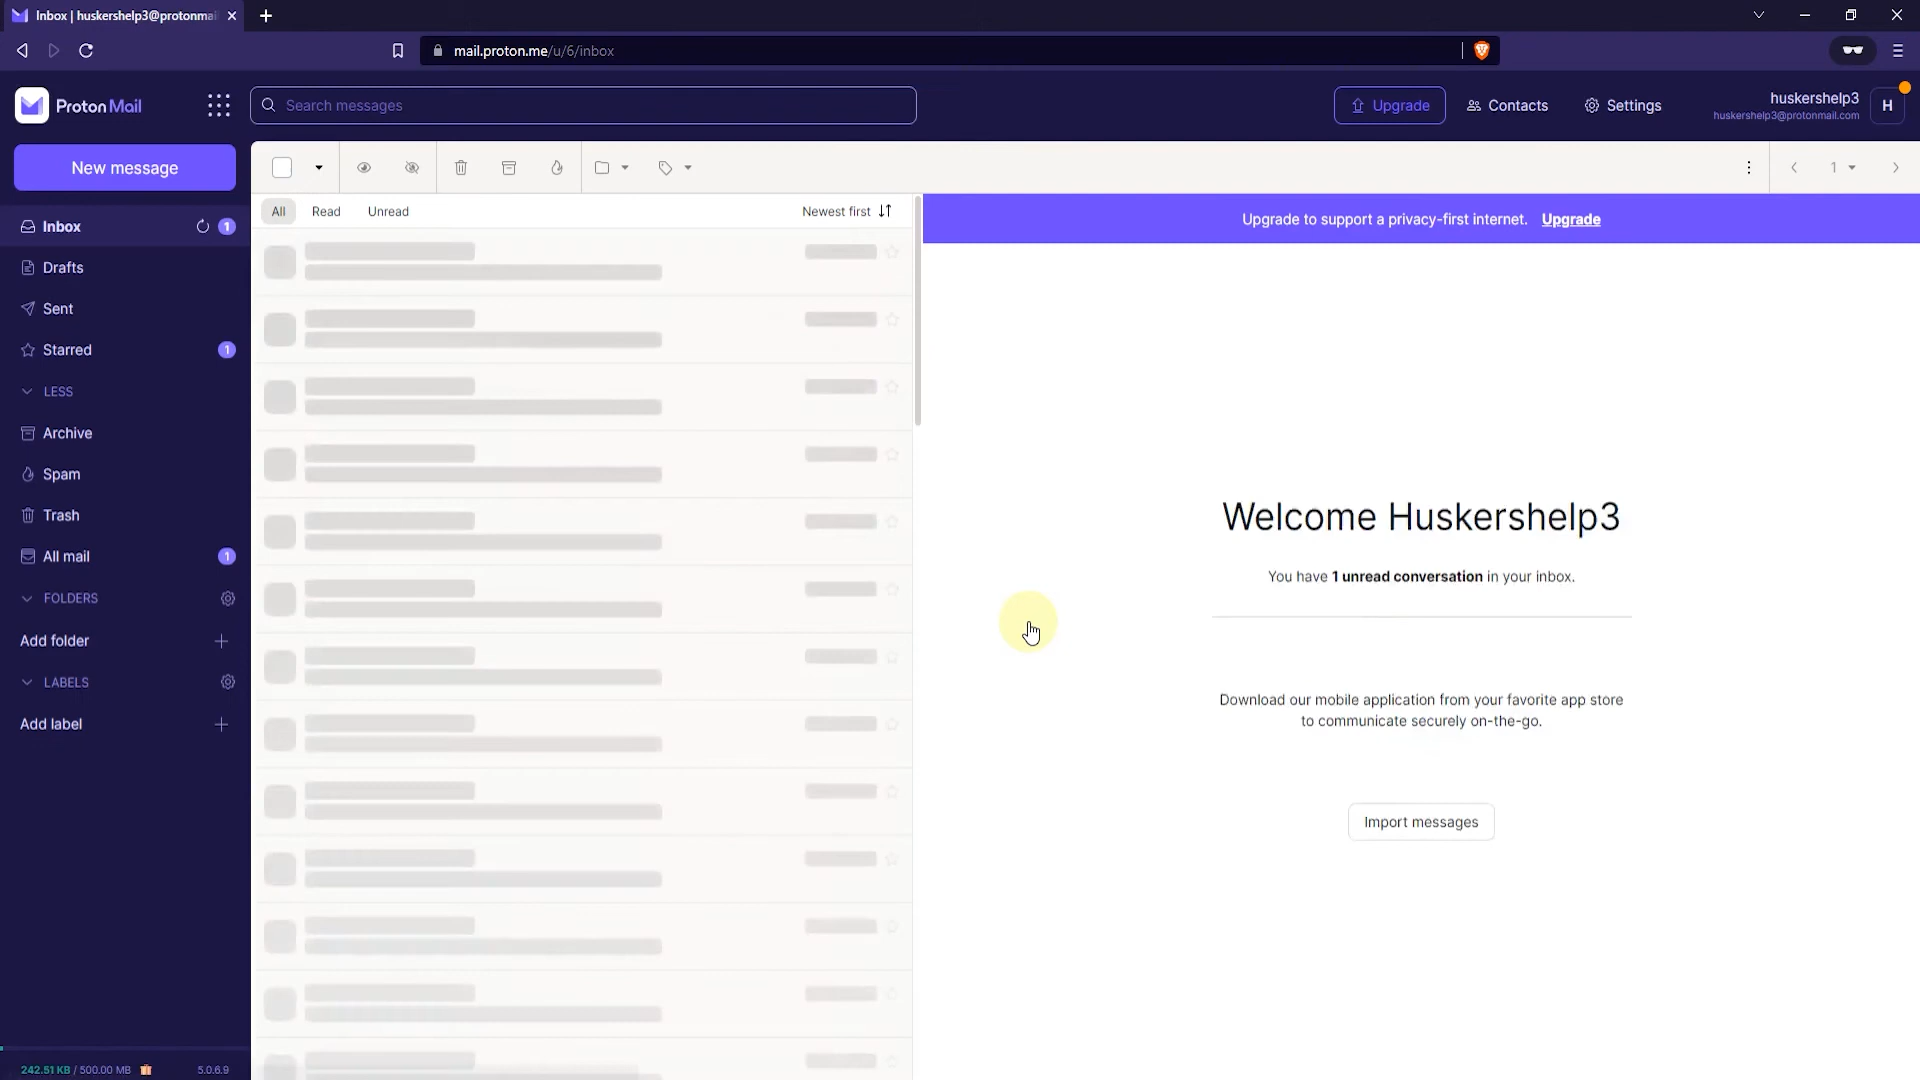 Inbox | huskershelp3@protonma
mail.proton.me/u/6/inbox
Proton Mail
Search messages
Upgrade
Contacts
Settings
huskershelp3
huskershelp3@protonmail.com
H
New message
1
All
Read
Unread
Newest first
Upgrade to support a privacy-first internet. Upgrade
Inbox
1
Drafts
Sent
Starred
1
LESS
Archive
Spam
Trash
All mail
1
FOLDERS
Add folder
LABELS
Add label
Welcome Huskershelp3
You have 1 unread conversation in your inbox.
Download our mobile application from your favorite app store
to communicate securely on-the-go.
Import messages
242.51 KB / 500.00 MB
5.0.6.9